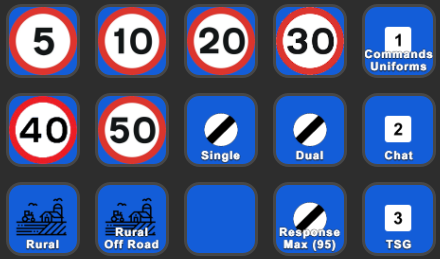 5
10
20
30
1
Commands
Uniforms
40
50
Single
Dual
2
Chat
Rural
Rural
Off Road
Response
Max (95)
3
TSG